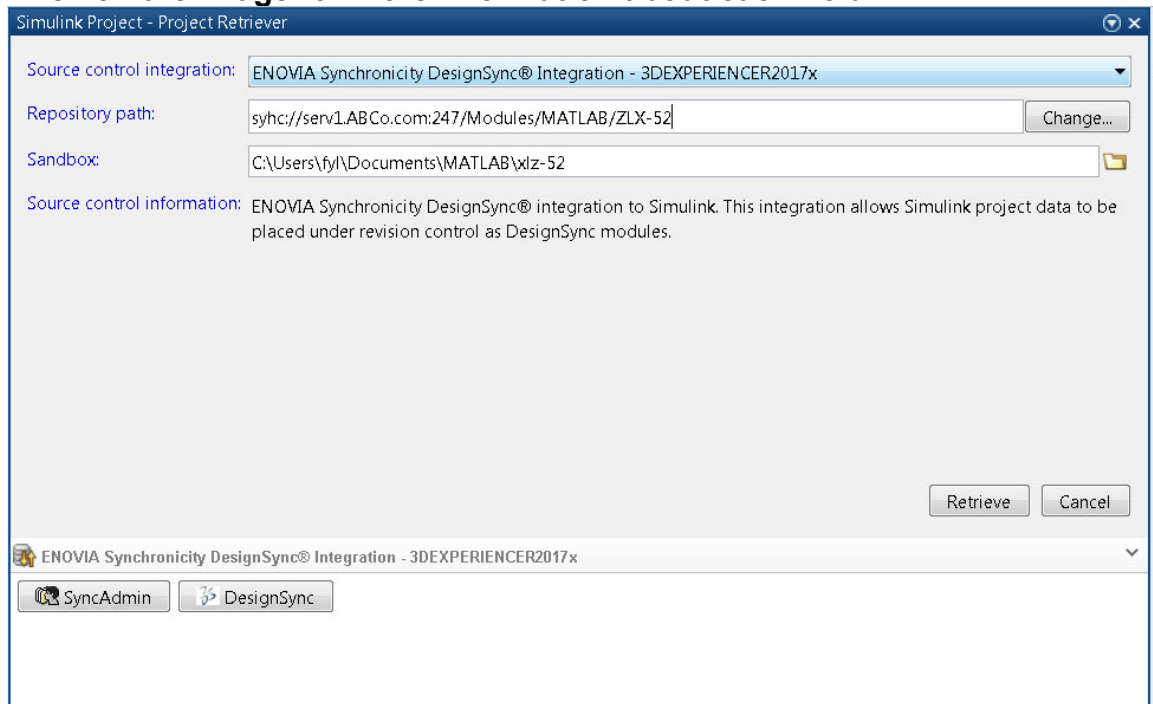 Simulink Project - Project Retriever
Source control integration: ENOVIA Synchronicity DesignSync® Integration - 3DEXPERIENCER2017x
Repository path: syhc://serv1.ABCo.com:247/Modules/MATLAB/ZLX-52 Change...
Sandbox: C:\Users\fyl\Documents\MATLAB\xlz-52
Source control information: ENOVIA Synchronicity DesignSync® integration to Simulink. This integration allows Simulink project data to be
placed under revision control as DesignSync modules.
Retrieve Cancel
ENOVIA Synchronicity DesignSync® Integration - 3DEXPERIENCER2017x
SyncAdmin DesignSync